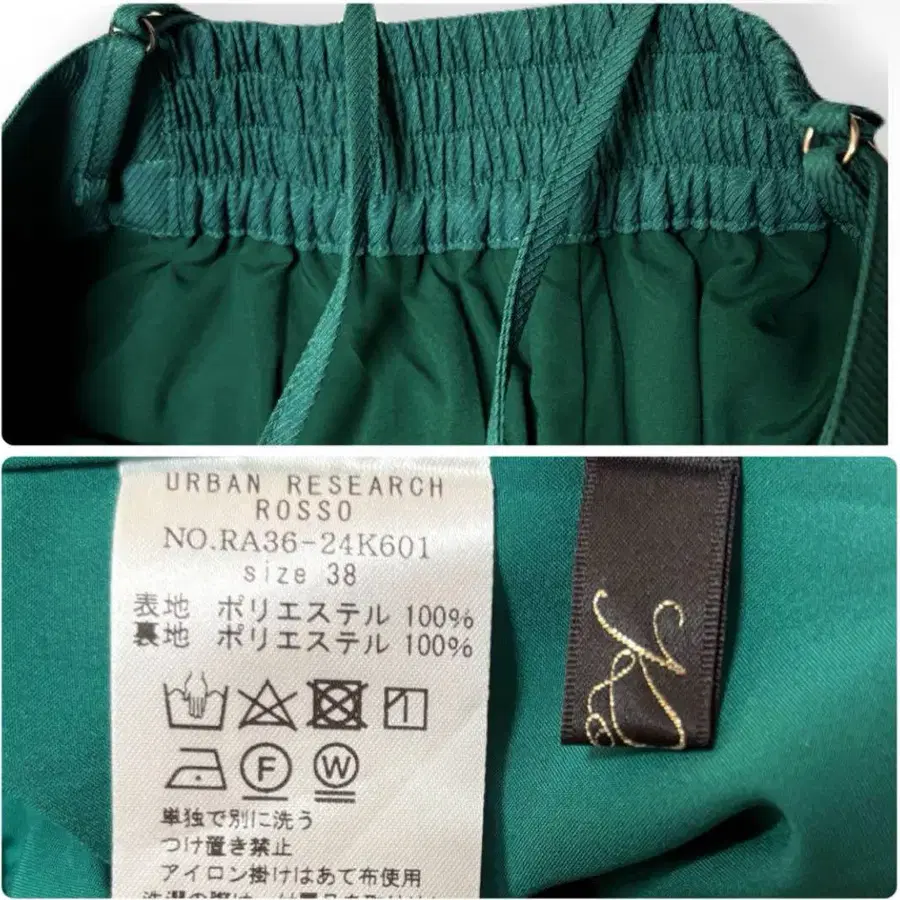 URBAN RESEARCH
ROSSO
NO.RA36-24K601
size 38
表地 ポリエステル 100%
裏地 ポリエステル 100%
F W
単独で別に洗う
つけ置き禁止
アイロン掛けはあて布使用